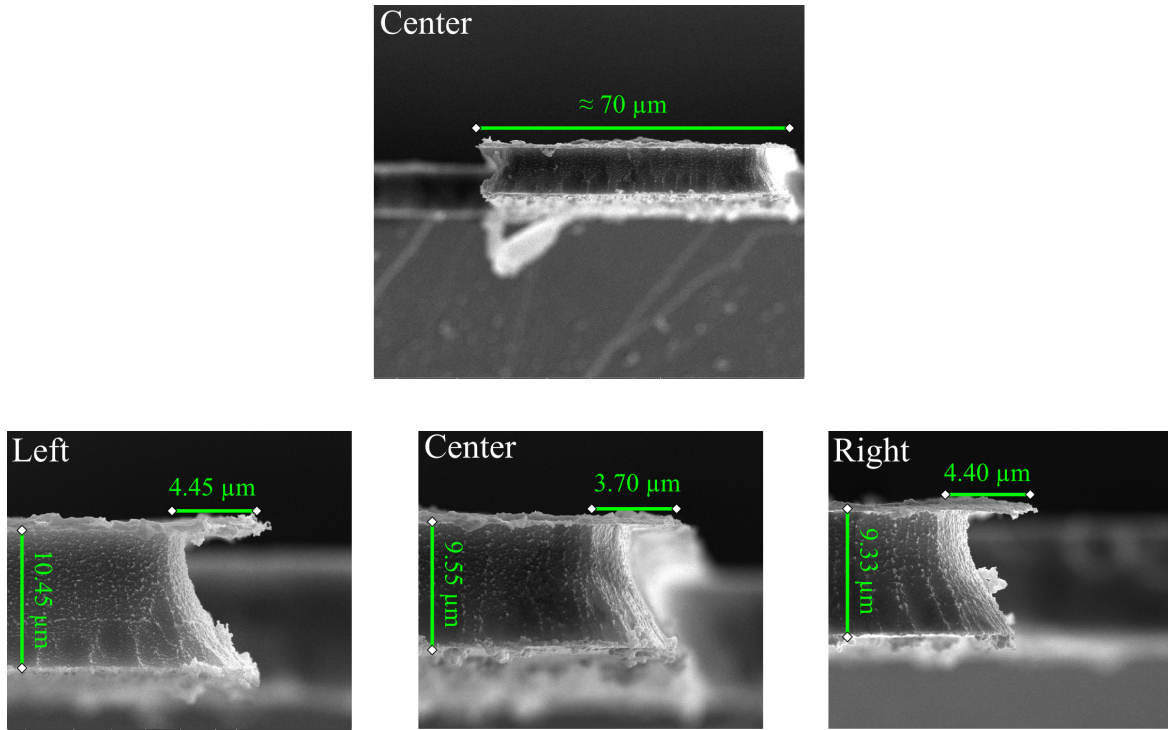 Center
≈ 70 µm
Left
4.45 µm
10.45 µm
Center
3.70 µm
9.55 µm
Right
4.40 µm
9.33 µm